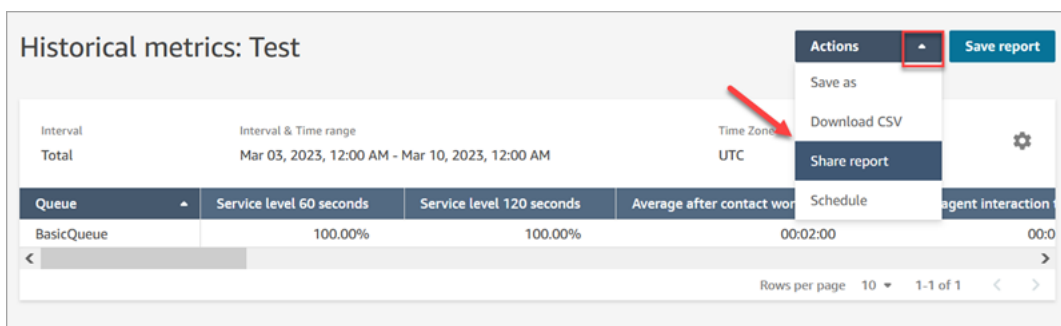 Historical metrics: Test
Actions
Save report
Save as
Download CSV
Share report
Schedule
Interval
Interval & Time range
Time Zone
Total
Mar 03, 2023, 12:00 AM - Mar 10, 2023, 12:00 AM
UTC
Queue Service level 60 seconds Service level 120 seconds Average after contact agent interaction
BasicQueue 100.00% 100.00% 00:02:00 00:0
Rows per page 10 1-1 of 1